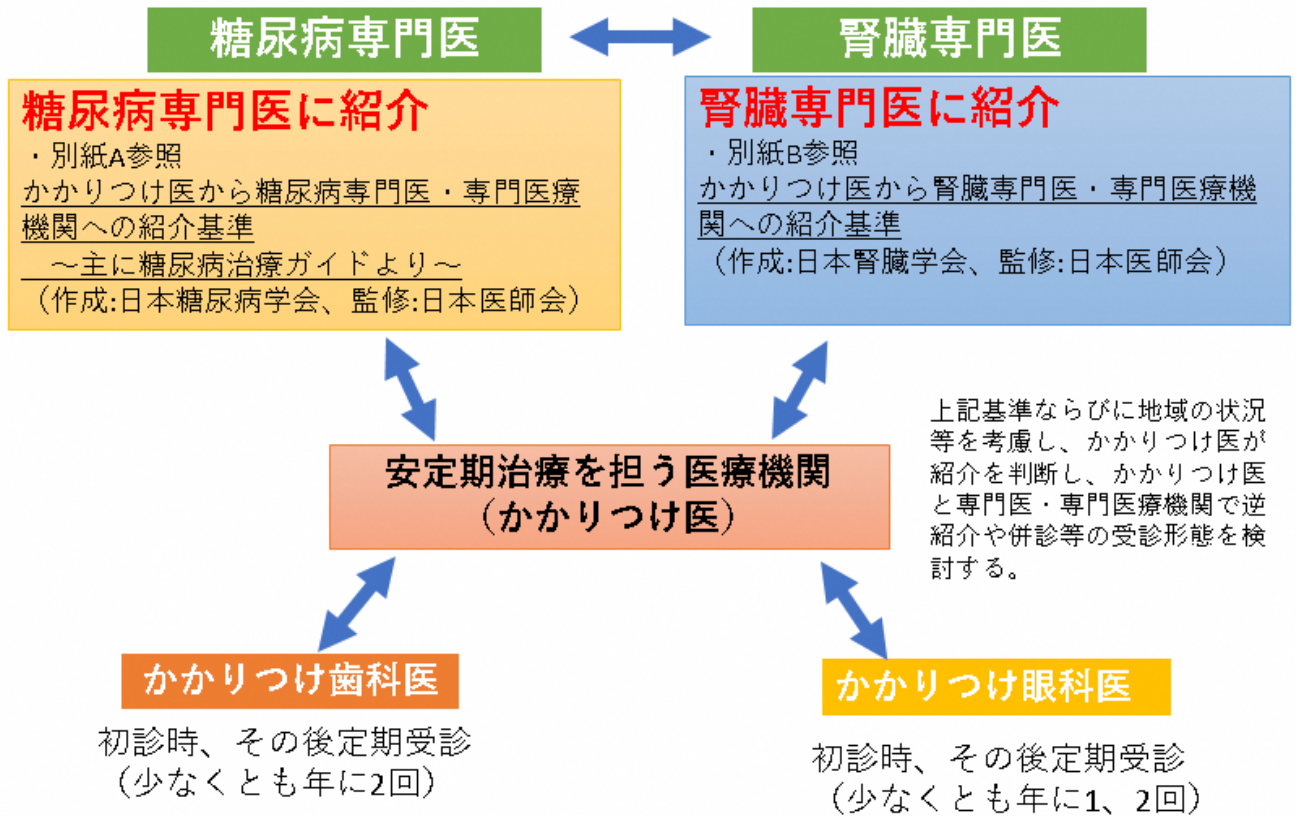 糖尿病専門医
腎臓専門医
糖尿病専門医に紹介
・別紙A参照
かかりつけ医から糖尿病専門医・専門医療
機関への紹介基準
～主に糖尿病治療ガイドより～
（作成:日本糖尿病学会、監修:日本医師会）
腎臓専門医に紹介
・別紙B参照
かかりつけ医から腎臓専門医・専門医療機
関への紹介基準
（作成:日本腎臓学会、監修:日本医師会）
安定期治療を担う医療機関
（かかりつけ医）
上記基準ならびに地域の状況
等を考慮し、かかりつけ医が
紹介を判断し、かかりつけ医
と専門医・専門医療機関で逆
紹介や併診等の受診形態を検
討する。
かかりつけ歯科医
初診時、その後定期受診
（少なくとも年に2回）
かかりつけ眼科医
初診時、その後定期受診
（少なくとも年に1、2回）